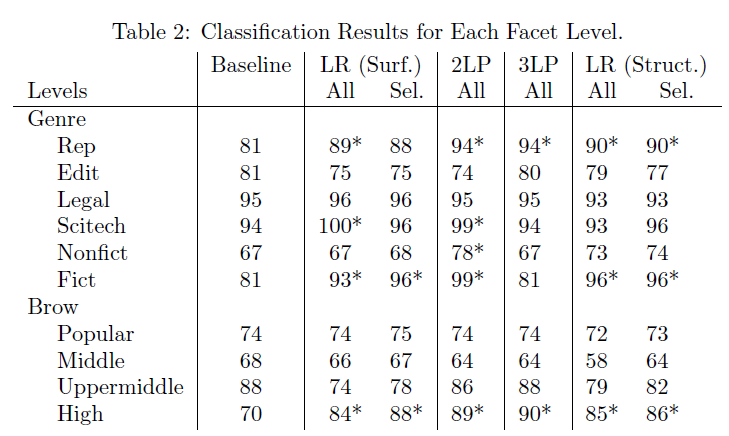 Table 2: Classification Results for Each Facet Level.
Baseline LR (Surf.) 2LP 3LP LR (Struct.)
Levels All Sel. All All All Sel.
Genre
Rep 81 89* 88 94* 94* 90* 90*
Edit 81 75 75 74 80 79 77
Legal 95 96 96 95 95 93 93
Scitech 94 100* 96 99* 94 93 96
Nonfict 67 67 68 78* 67 73 74
Fict 81 93* 96* 99* 81 96* 96*
Brow
Popular 74 74 75 74 74 72 73
Middle 68 66 67 64 64 58 64
Uppermiddle 88 74 78 86 88 79 82
High 70 84* 88* 89* 90* 85* 86*